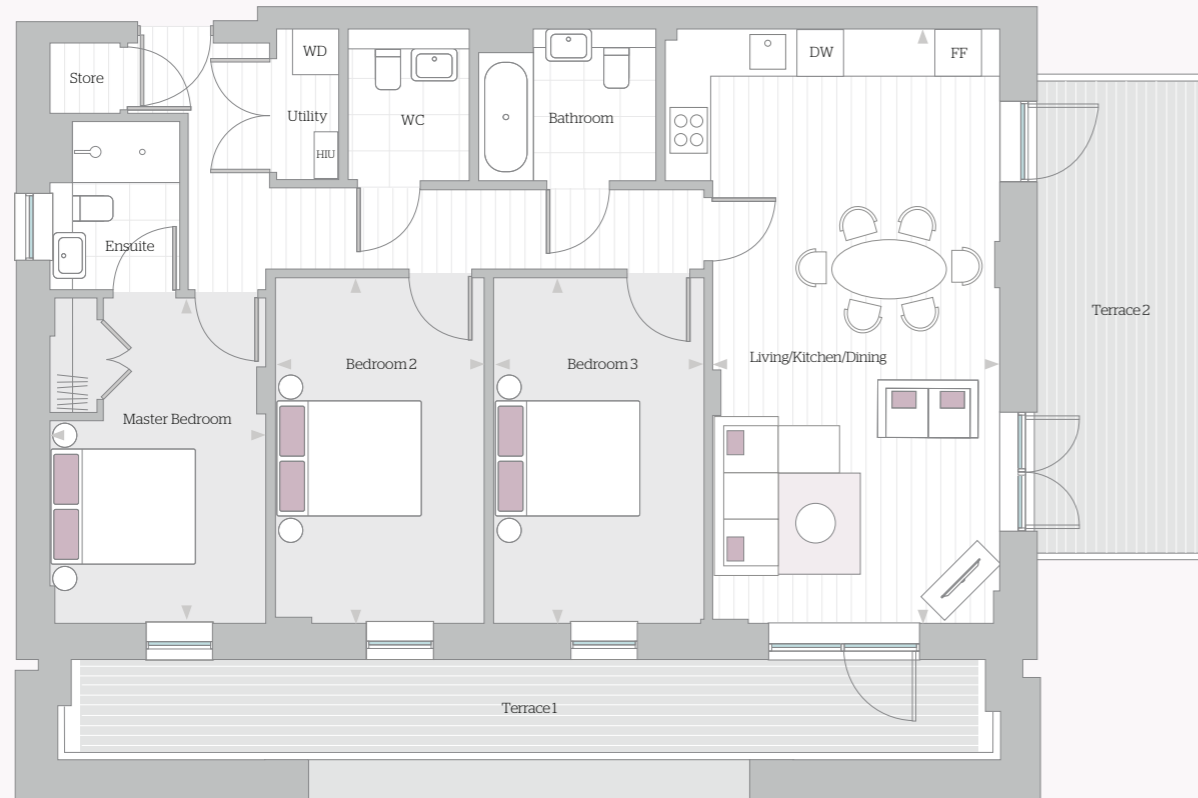 WD
DW
FF
Store
Utility
WC
Bathroom
HIU
Ensuite
Terrace 2
Living/Kitchen/Dining
Bedroom 2
Bedroom 3
Master Bedroom
Terrace 1